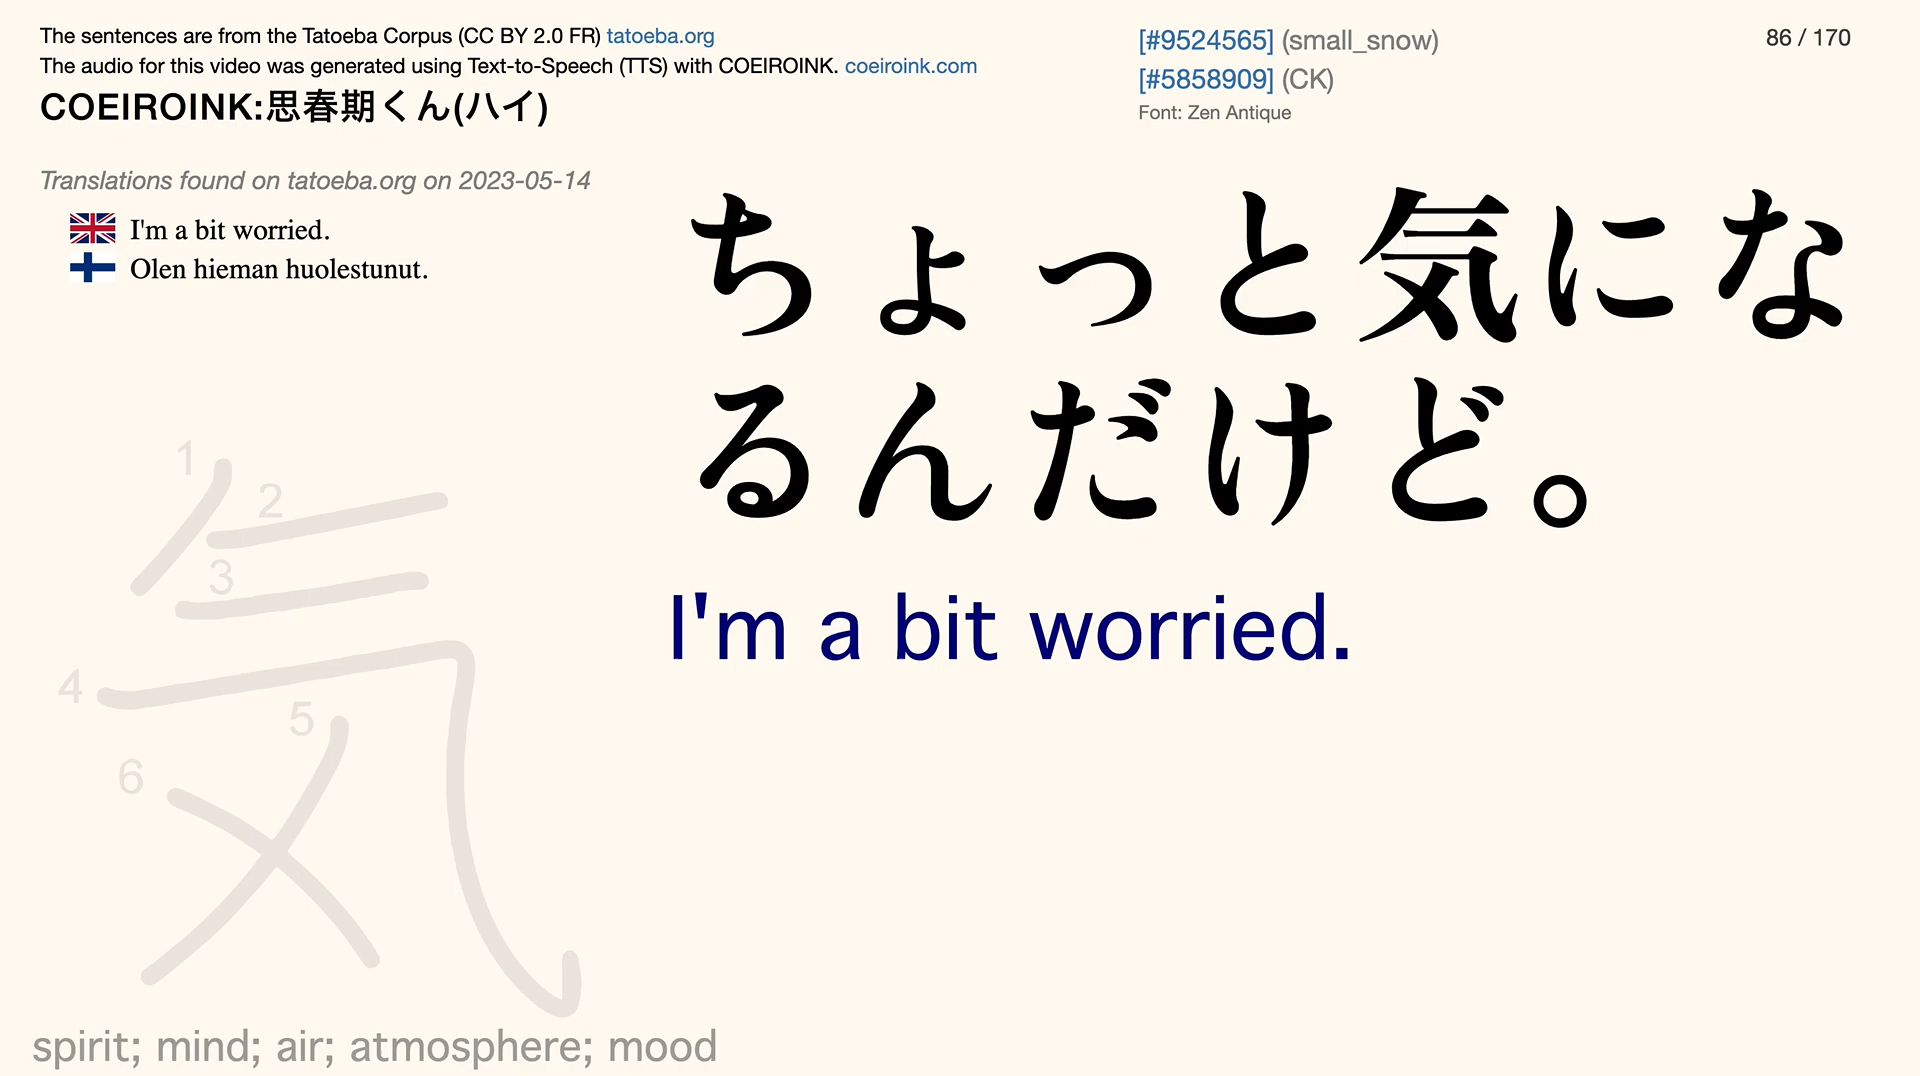 The sentences are from the Tatoeba Corpus (CC BY 2.0 FR) tatoeba.org
The audio for this video was generated using Text-to-Speech (TTS) with COEIROINK. coeiroink.com
COEIROINK:思春期くん(ハイ)
[#9524565] (small_snow)
[#5858909] (CK)
Font: Zen Antique
86 / 170
Translations found on tatoeba.org on 2023-05-14
I'm a bit worried.
Olen hieman huolestunut.
ちょっと気にな
るんだけど。
I'm a bit worried.
1
2
3
4
5
6
気
spirit; mind; air; atmosphere; mood